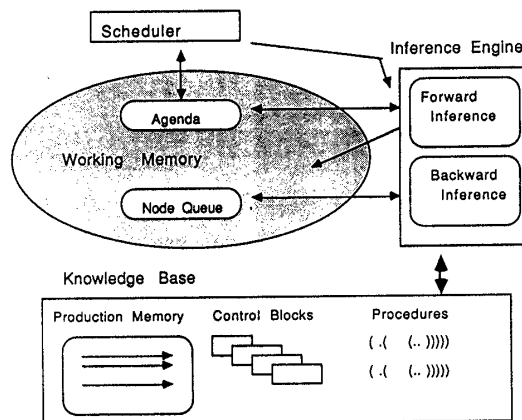 Scheduler
Inference Engine
Agenda
Forward
Inference
Working Memory
Backward
Inference
Node Queue
Knowledge Base
Production Memory
Control Blocks
Procedures
( .(   (.. )))))
( .(   (.. )))))